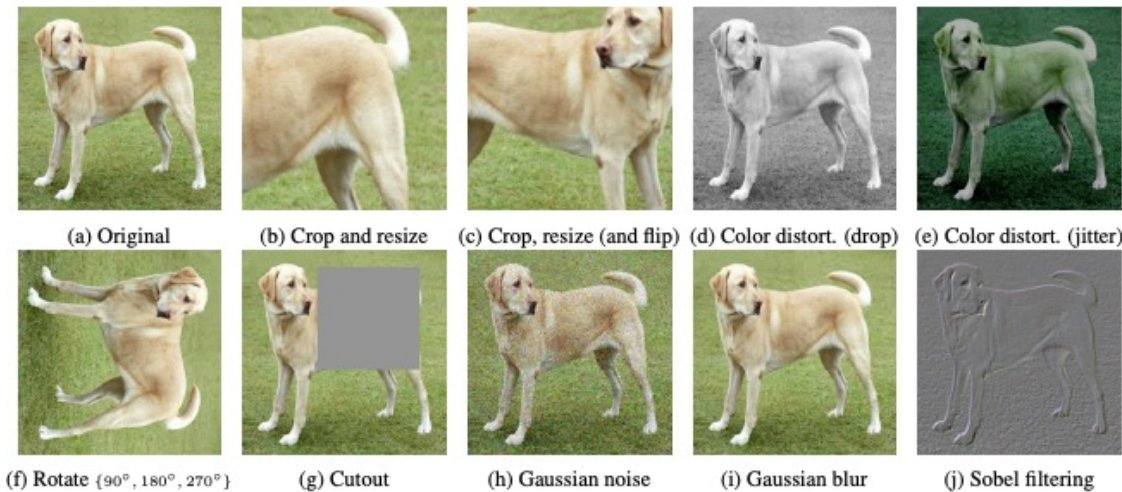 (a) Original
(b) Crop and resize
(c) Crop, resize (and flip)
(d) Color distort. (drop)
(e) Color distort. (jitter)
(f) Rotate {90°, 180°, 270°}
(g) Cutout
(h) Gaussian noise
(i) Gaussian blur
(j) Sobel filtering